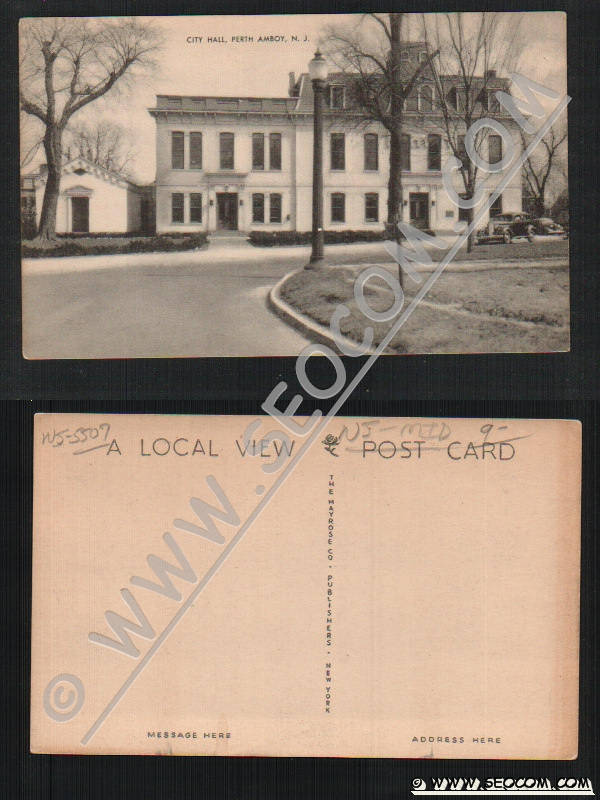 CITY HALL, PERTH AMBOY, N. J.
© WWW.SEOCOM.COM
NJ-5507
NJ-MID 9-
A LOCAL VIEW POST CARD
THE MAYROSE CO. - PUBLISHERS - NEW YORK
MESSAGE HERE
ADDRESS HERE
© WWW.SEOCOM.COM